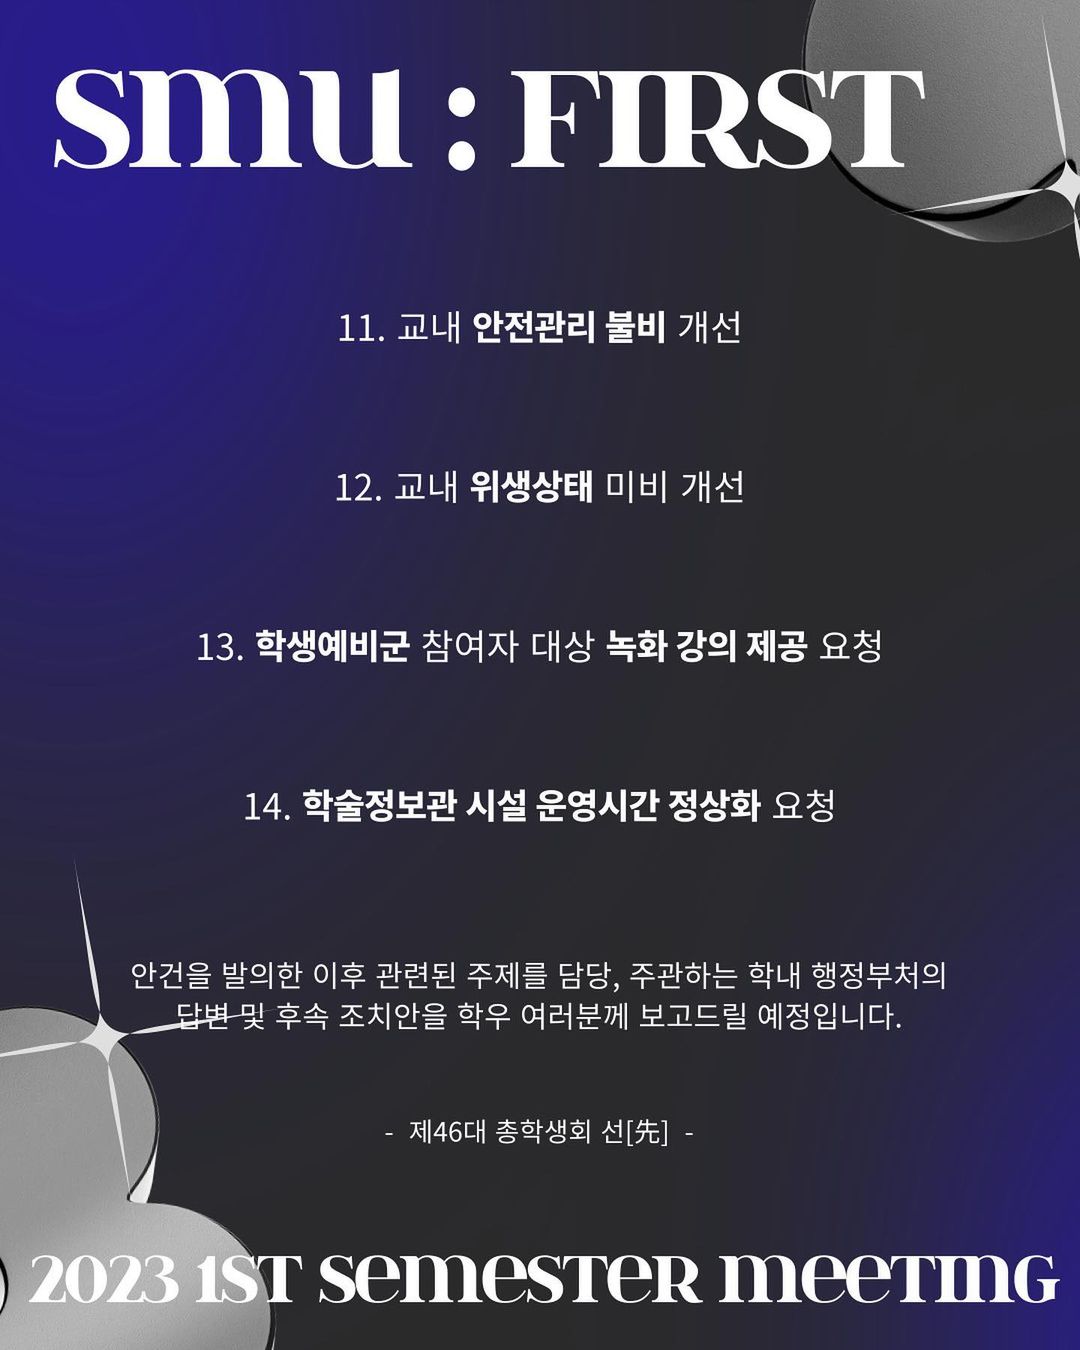 smu : FIRST
11. 교내 안전관리 불비 개선
12. 교내 위생상태 미비 개선
13. 학생예비군 참여자 대상 녹화 강의 제공 요청
14. 학술정보관 시설 운영시간 정상화 요청
안건을 발의한 이후 관련된 주제를 담당, 주관하는 학내 행정부처의
답변 및 후속 조치안을 학우 여러분께 보고드릴 예정입니다.
- 제46대 총학생회 선[先] -
2023 1ST SemeSTeR meeTING